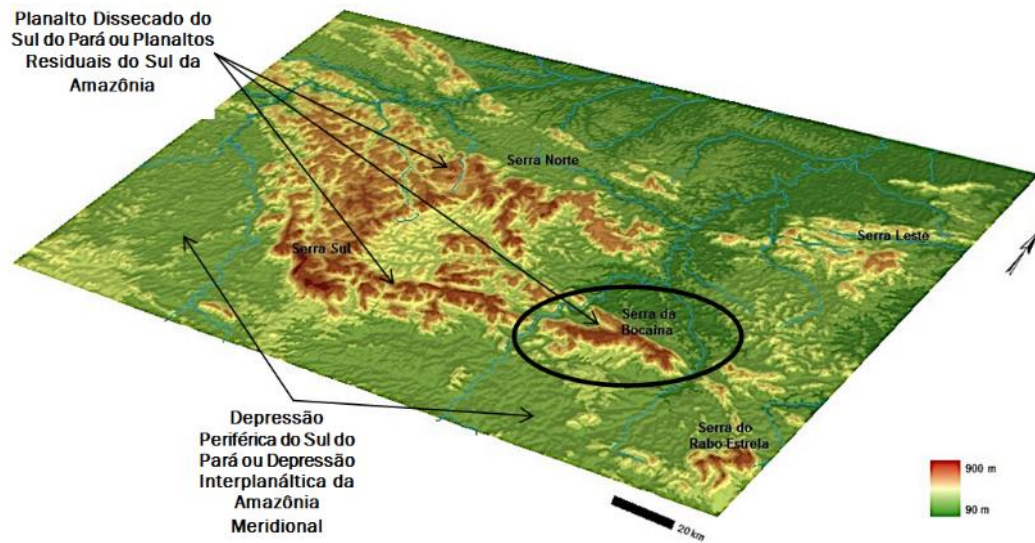 Planalto Dissecado do
Sul do Pará ou Planaltos
Residuais do Sul da
Amazônia
Serra Norte
Serra Leste
Serra Sul
Serra da
Bocaina
Serra do
Rabo Estrela
Depressão
Periférica do Sul do
Pará ou Depressão
Interplanáltica da
Amazônia
Meridional
20 km
900 m
90 m